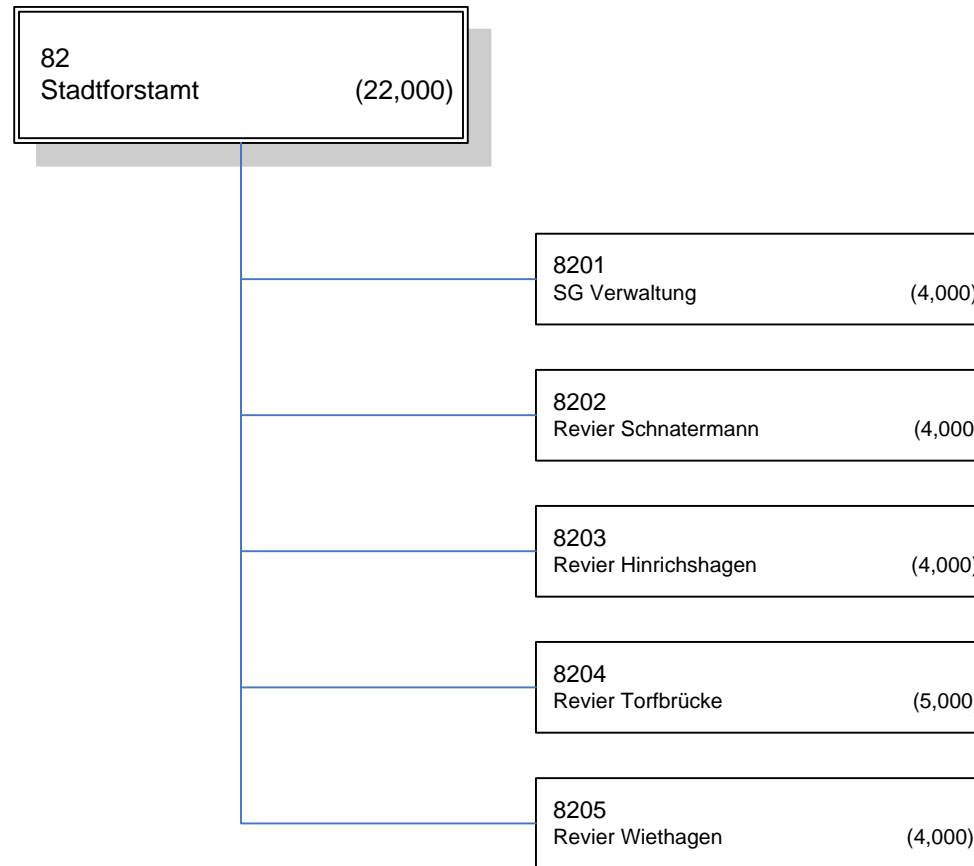 82
Stadtforstamt (22,000)
8201
SG Verwaltung (4,000)
8202
Revier Schnatermann (4,000
8203
Revier Hinrichshagen (4,000)
8204
Revier Torfbrücke (5,000
8205
Revier Wiethagen (4,000)